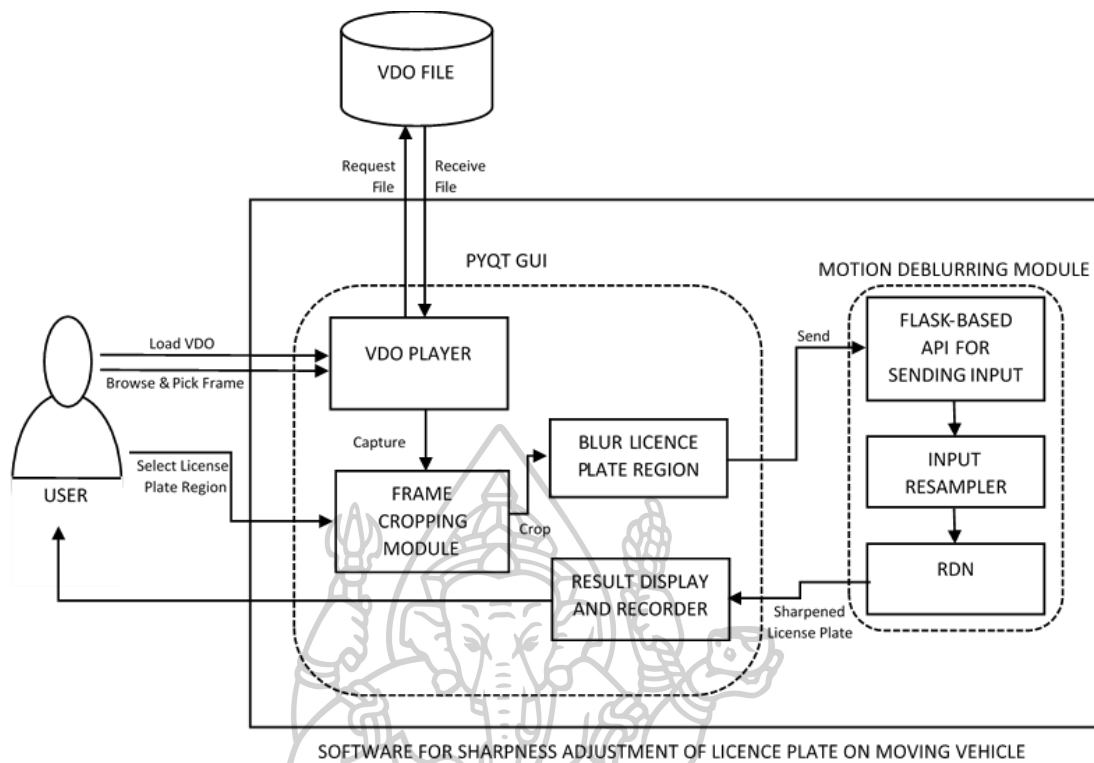 VDO FILE
Request
File
Receive
File
PYQT GUI
MOTION DEBLURRING MODULE
VDO PLAYER
FLASK-BASED
API FOR
SENDING INPUT
Load VDO
Browse & Pick Frame
Send
Capture
BLUR LICENCE
PLATE REGION
INPUT
RESAMPLER
Select License
Plate Region
USER
FRAME
CROPPING
MODULE
Crop
RESULT DISPLAY
AND RECORDER
RDN
Sharpened
License Plate
SOFTWARE FOR SHARPNESS ADJUSTMENT OF LICENCE PLATE ON MOVING VEHICLE